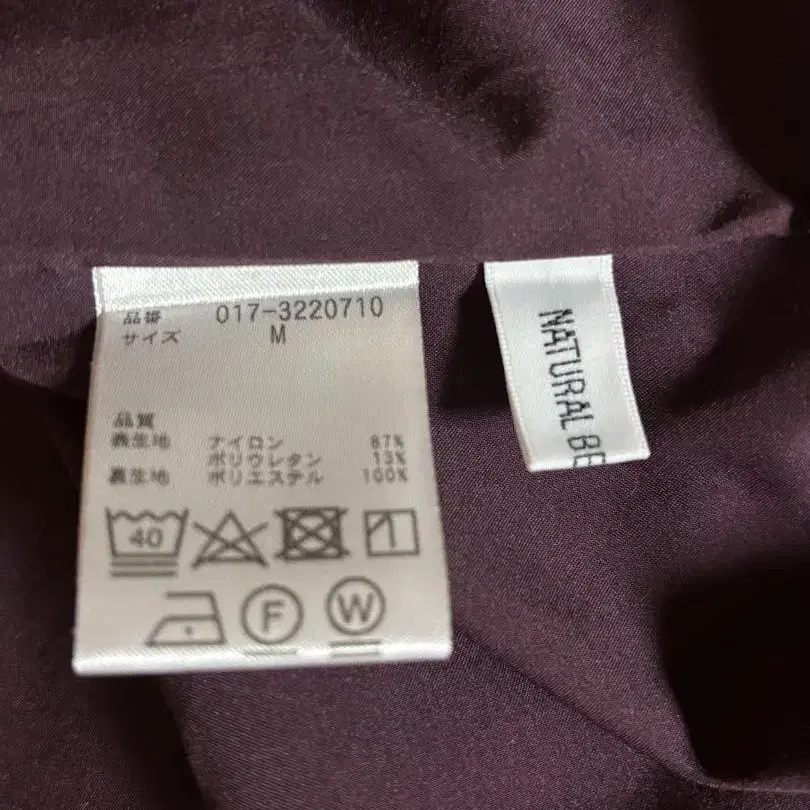 品番 017-3220710
サイズ M
品質
表生地 ナイロン 87%
ポリウレタン 13%
裏生地 ポリエステル 100%
40
F W
NATURAL BE